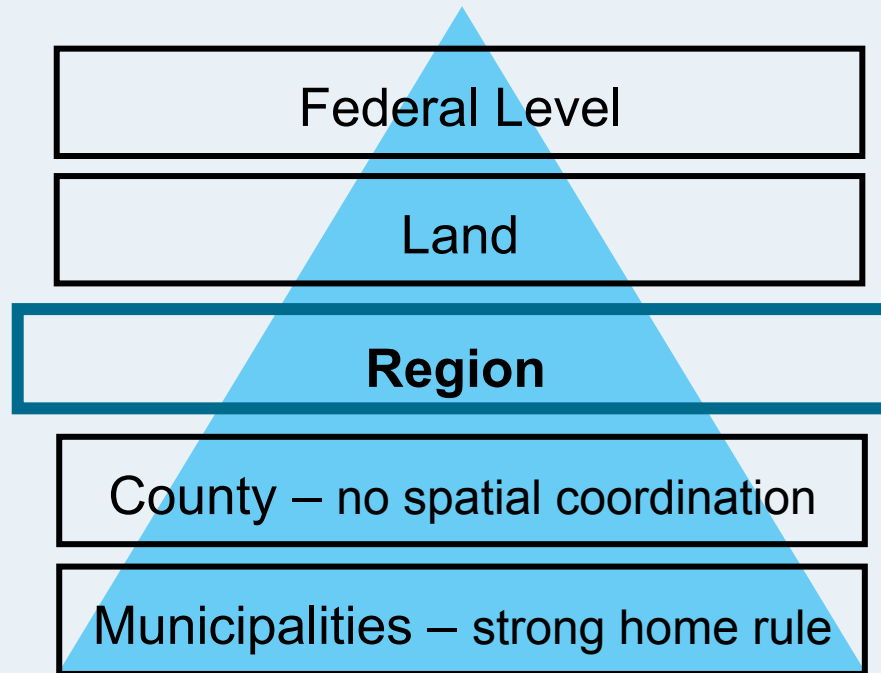 Federal Level
Land
Region
County – no spatial coordination
Municipalities – strong home rule